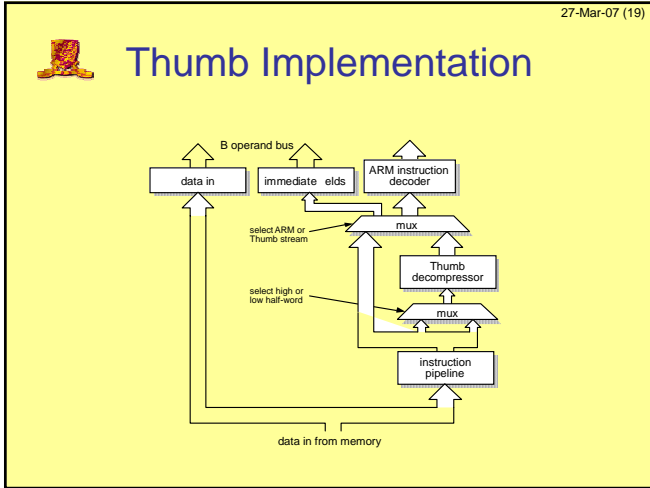 27-Mar-07 (19)
Thumb Implementation
B operand bus
data in
immediate elds
ARM instruction
decoder
select ARM or
Thumb stream
mux
Thumb
decompressor
select high or
low half-word
mux
instruction
pipeline
data in from memory